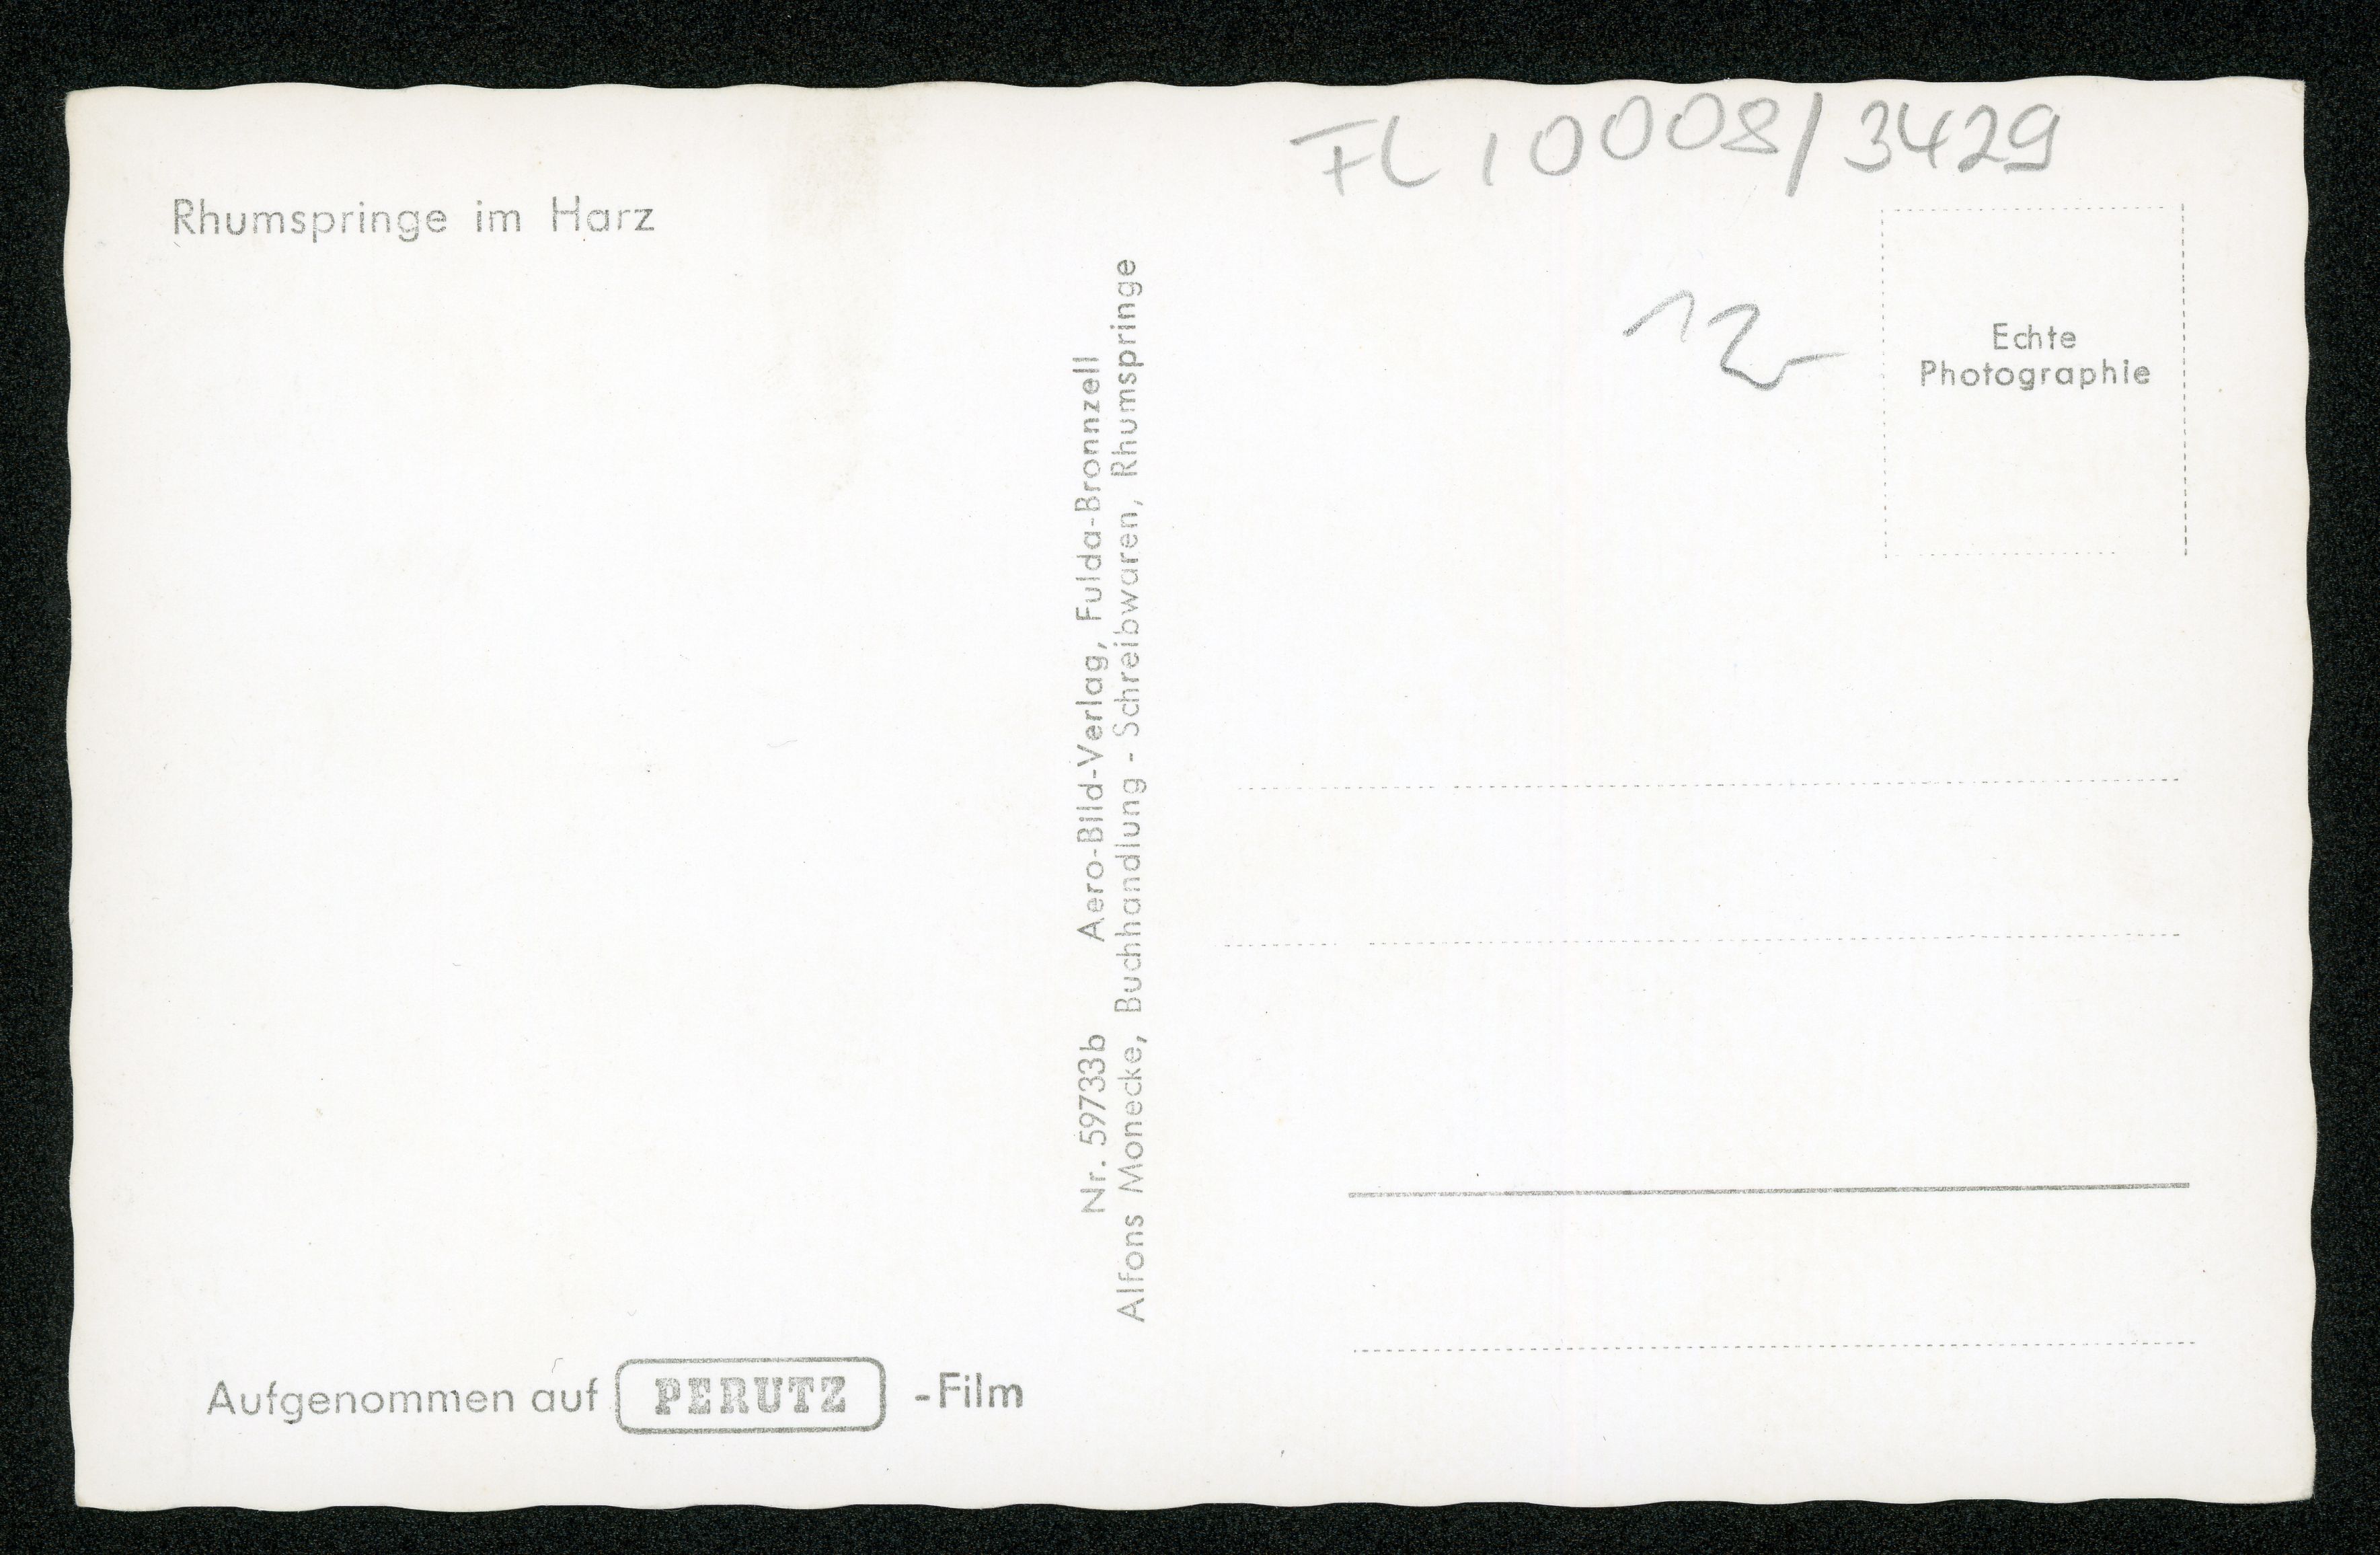 FL 10008/3429
Rhumspringe im Harz
12,-
Echte
Photographie
Nr. 59733b Aero-Bild-Verlag, Fulda-Bronnzell
Alfons Monecke, Buchhandlung - Schreibwaren, Rhumspringe
Aufgenommen auf PERUTZ -Film